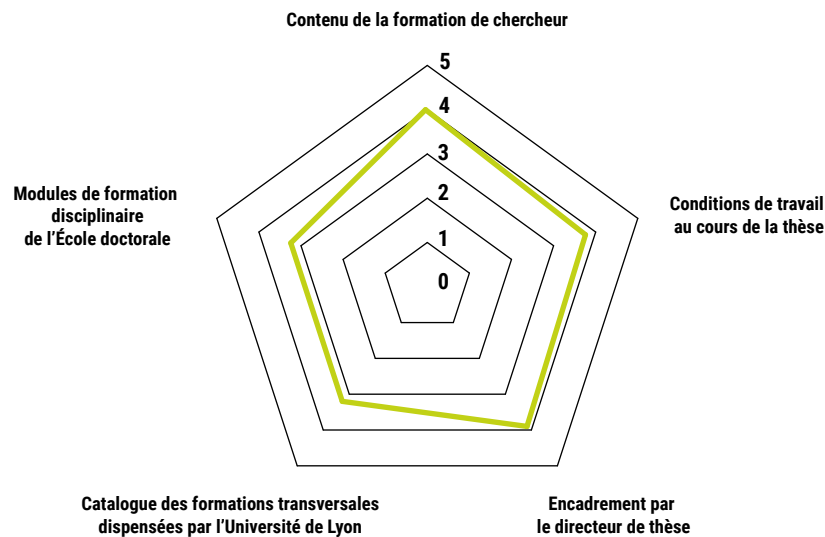 Contenu de la formation de chercheur
5
4
3
2
1
0
Modules de formation
disciplinaire
de l'École doctorale
Conditions de travail
au cours de la thèse
Catalogue des formations transversales
dispensées par l'Université de Lyon
Encadrement par
le directeur de thèse